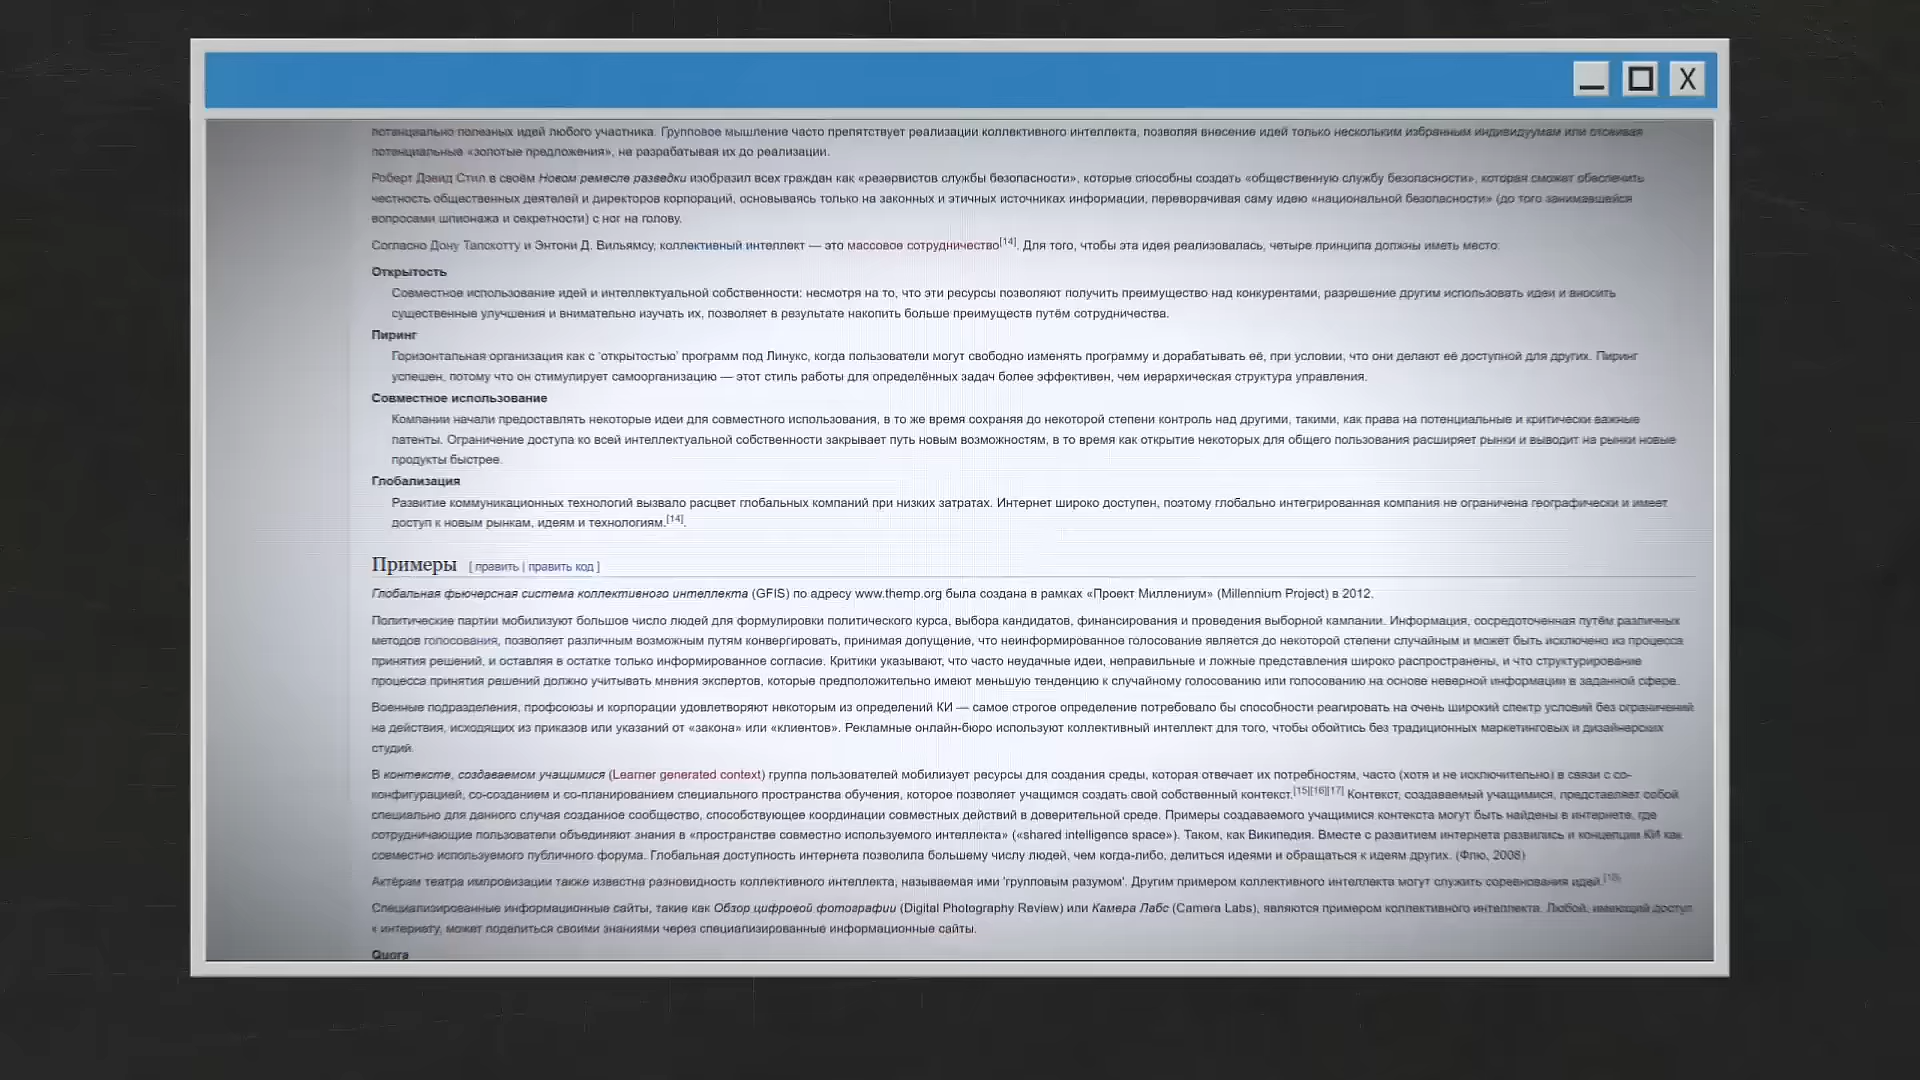 X
потенциально полезных идей любого участника. Групповое мышление часто препятствует реализации коллективного интеллекта, позволяя внесение идей только нескольким избранным индивидуумам или отсеивая
потенциальные «золотые предложения», не разрабатывая их до реализации.
Роберт Дэвид Стил в своём Новом ремесле разведки изобразил всех граждан как «резервистов службы безопасности», которые способны создать «общественную службу безопасности», которая сможет обеспечить
честность общественных деятелей и директоров корпораций, основываясь только на законных и этичных источниках информации, переворачивая саму идею «национальной безопасности» (до того занимавшейся
вопросами шпионажа и секретности) с ног на голову.
Согласно Дону Тапскотту и Энтони Д. Вильямсу, коллективный интеллект — это массовое сотрудничество[14]. Для того, чтобы эта идея реализовалась, четыре принципа должны иметь место:
Открытость
Совместное использование идей и интеллектуальной собственности: несмотря на то, что эти ресурсы позволяют получить преимущество над конкурентами, разрешение другим использовать идеи и вносить
существенные улучшения и внимательно изучать их, позволяет в результате накопить больше преимуществ путём сотрудничества.
Пиринг
Горизонтальная организация как с 'открытостью' программ под Линукс, когда пользователи могут свободно изменять программу и дорабатывать её, при условии, что они делают её доступной для других. Пиринг
успешен, потому что он стимулирует самоорганизацию — этот стиль работы для определённых задач более эффективен, чем иерархическая структура управления.
Совместное использование
Компании начали предоставлять некоторые идеи для совместного использования, в то же время сохраняя до некоторой степени контроль над другими, такими, как права на потенциальные и критически важные
патенты. Ограничение доступа ко всей интеллектуальной собственности закрывает путь новым возможностям, в то время как открытие некоторых для общего пользования расширяет рынки и выводит на рынки новые
продукты быстрее.
Глобализация
Развитие коммуникационных технологий вызвало расцвет глобальных компаний при низких затратах. Интернет широко доступен, поэтому глобально интегрированная компания не ограничена географически и имеет
доступ к новым рынкам, идеям и технологиям.[14].
Примеры [ править | править код ]
Глобальная фьючерсная система коллективного интеллекта (GFIS) по адресу www.themp.org была создана в рамках «Проект Миллениум» (Millennium Project) в 2012.
Политические партии мобилизуют большое число людей для формулировки политического курса, выбора кандидатов, финансирования и проведения выборной кампании. Информация, сосредоточенная путём различных
методов голосования, позволяет различным возможным путям конвергировать, принимая допущение, что неинформированное голосование является до некоторой степени случайным и может быть исключено из процесса
принятия решений, и оставляя в остатке только информированное согласие. Критики указывают, что часто неудачные идеи, неправильные и ложные представления широко распространены, и что структурирование
процесса принятия решений должно учитывать мнения экспертов, которые предположительно имеют меньшую тенденцию к случайному голосованию или голосованию на основе неверной информации в заданной сфере.
Военные подразделения, профсоюзы и корпорации удовлетворяют некоторым из определений КИ — самое строгое определение потребовало бы способности реагировать на очень широкий спектр условий без ограничений
на действия, исходящих из приказов или указаний от «закона» или «клиентов». Рекламные онлайн-бюро используют коллективный интеллект для того, чтобы обойтись без традиционных маркетинговых и дизайнерских
студий.
В контексте, создаваемом учащимися (Learner generated context) группа пользователей мобилизует ресурсы для создания среды, которая отвечает их потребностям, часто (хотя и не исключительно) в связи с со-
конфигурацией, со-созданием и со-планированием специального пространства обучения, которое позволяет учащимся создать свой собственный контекст.[15][16][17] Контекст, создаваемый учащимися, представляет собой
специально для данного случая созданное сообщество, способствующее координации совместных действий в доверительной среде. Примеры создаваемого учащимися контекста могут быть найдены в интернете, где
сотрудничающие пользователи объединяют знания в «пространстве совместно используемого интеллекта» («shared intelligence space»). Таком, как Википедия. Вместе с развитием интернета развились и концепции КИ как
совместно используемого публичного форума. Глобальная доступность интернета позволила большему числу людей, чем когда-либо, делиться идеями и обращаться к идеям других. (Флю, 2008)
Актёрам театра импровизации также известна разновидность коллективного интеллекта, называемая ими 'групповым разумом'. Другим примером коллективного интеллекта могут служить соревнования идей.[18]
Специализированные информационные сайты, такие как Обзор цифровой фотографии (Digital Photography Review) или Камера Лабс (Camera Labs), являются примером коллективного интеллекта. Любой, имеющий доступ
к интернету, может поделиться своими знаниями через специализированные информационные сайты.
Quora